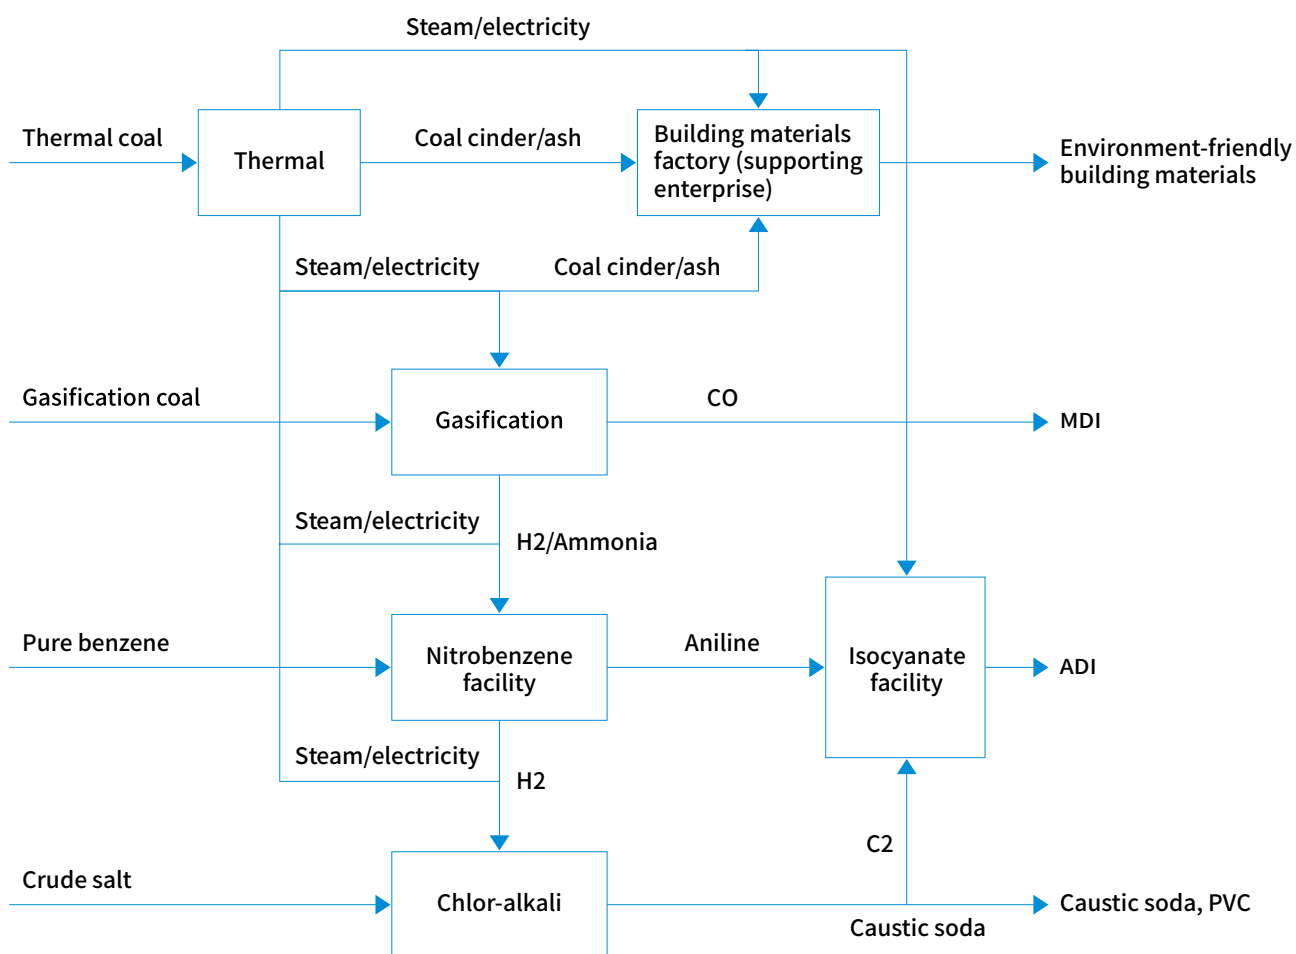 Steam/electricity
Thermal coal
Thermal
Coal cinder/ash
Building materials
factory (supporting
enterprise)
Environment-friendly
building materials
Steam/electricity
Coal cinder/ash
Gasification coal
Gasification
CO
MDI
Steam/electricity
H2/Ammonia
Pure benzene
Nitrobenzene
facility
Aniline
Isocyanate
facility
ADI
Steam/electricity
H2
C2
Crude salt
Chlor-alkali
Caustic soda
Caustic soda, PVC